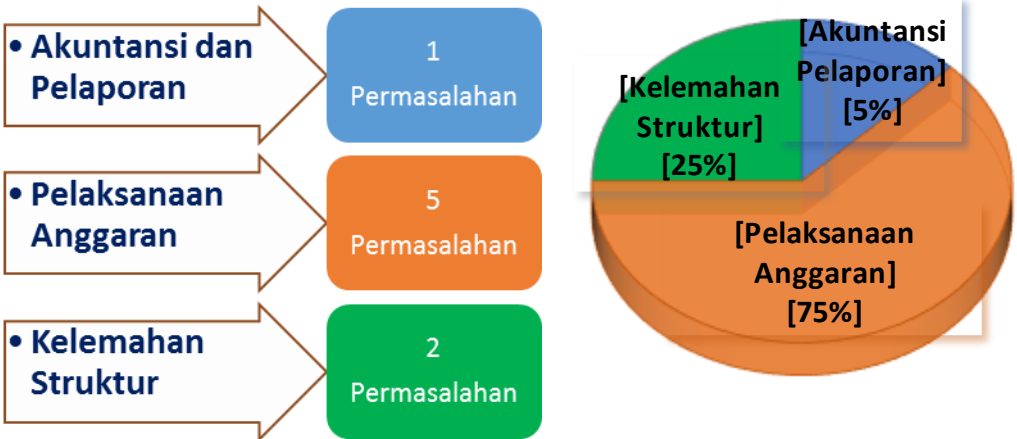 • Akuntansi dan
Pelaporan
1
Permasalahan
• Pelaksanaan
Anggaran
5
Permasalahan
• Kelemahan
Struktur
2
Permasalahan
[Akuntansi
Pelaporan]
[5%]
[Kelemahan
Struktur]
[25%]
[Pelaksanaan
Anggaran]
[75%]